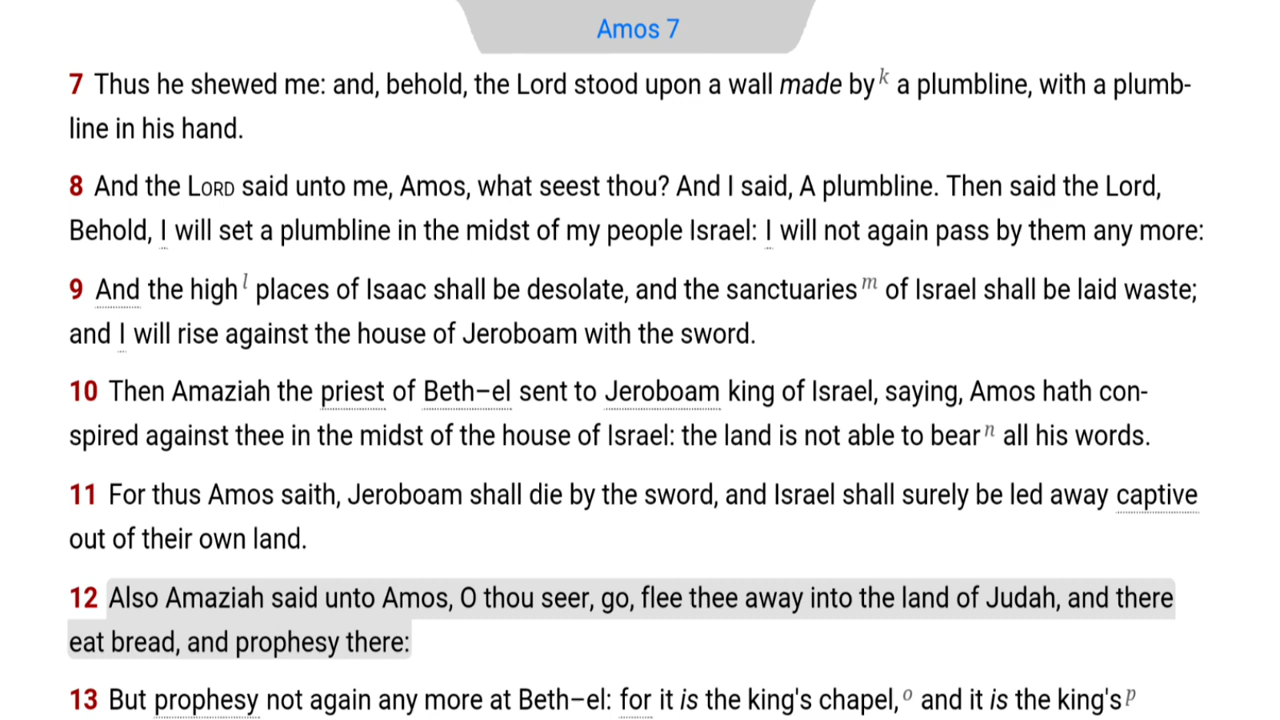 Amos 7
7 Thus he shewed me: and, behold, the Lord stood upon a wall made by k a plumbline, with a plumb-
line in his hand.
8 And the LORD said unto me, Amos, what seest thou? And I said, A plumbline. Then said the Lord,
Behold, I will set a plumbline in the midst of my people Israel: I will not again pass by them any more:
9 And the high l places of Isaac shall be desolate, and the sanctuaries m of Israel shall be laid waste;
and I will rise against the house of Jeroboam with the sword.
10 Then Amaziah the priest of Beth–el sent to Jeroboam king of Israel, saying, Amos hath con-
spired against thee in the midst of the house of Israel: the land is not able to bear n all his words.
11 For thus Amos saith, Jeroboam shall die by the sword, and Israel shall surely be led away captive
out of their own land.
12 Also Amaziah said unto Amos, O thou seer, go, flee thee away into the land of Judah, and there
eat bread, and prophesy there:
13 But prophesy not again any more at Beth–el: for it is the king's chapel, o and it is the king's p